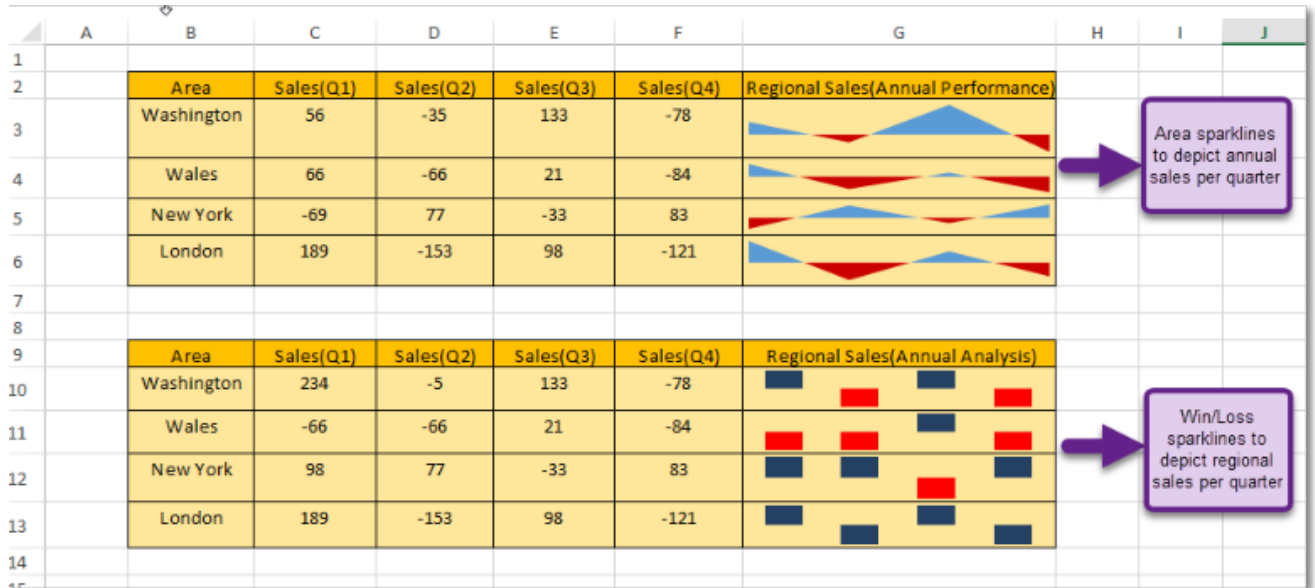 A B C D E F G H I J
1
2 Area Sales(Q1) Sales(Q2) Sales(Q3) Sales(Q4) Regional Sales(Annual Performance)
3 Washington 56 -35 133 -78
4 Wales 66 -66 21 -84
5 New York -69 77 -33 83
6 London 189 -153 98 -121
Area sparklines
to depict annual
sales per quarter
7
8
9 Area Sales(Q1) Sales(Q2) Sales(Q3) Sales(Q4) Regional Sales(Annual Analysis)
10 Washington 234 -5 133 -78
11 Wales -66 -66 21 -84
12 New York 98 77 -33 83
13 London 189 -153 98 -121
Win/Loss
sparklines to
depict regional
sales per quarter
14